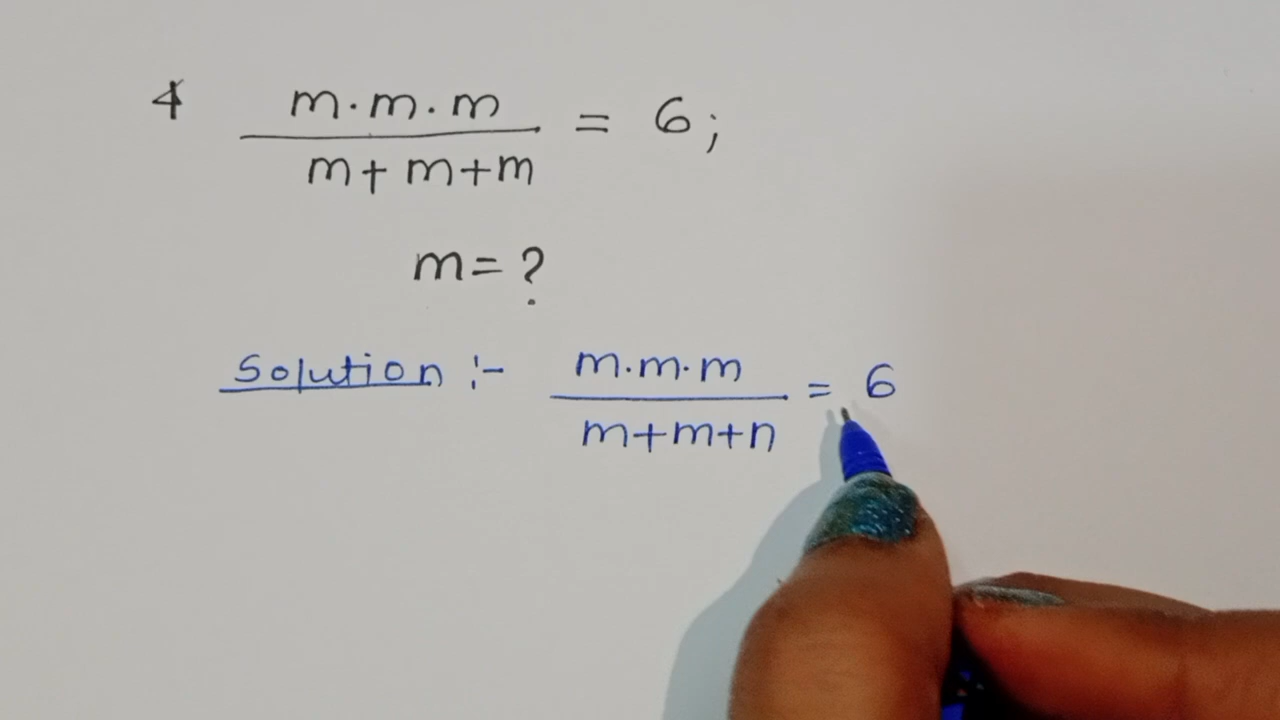 4 m·m·m / m+m+m = 6;
m = ?
Solution :- m·m·m / m+m+n = 6